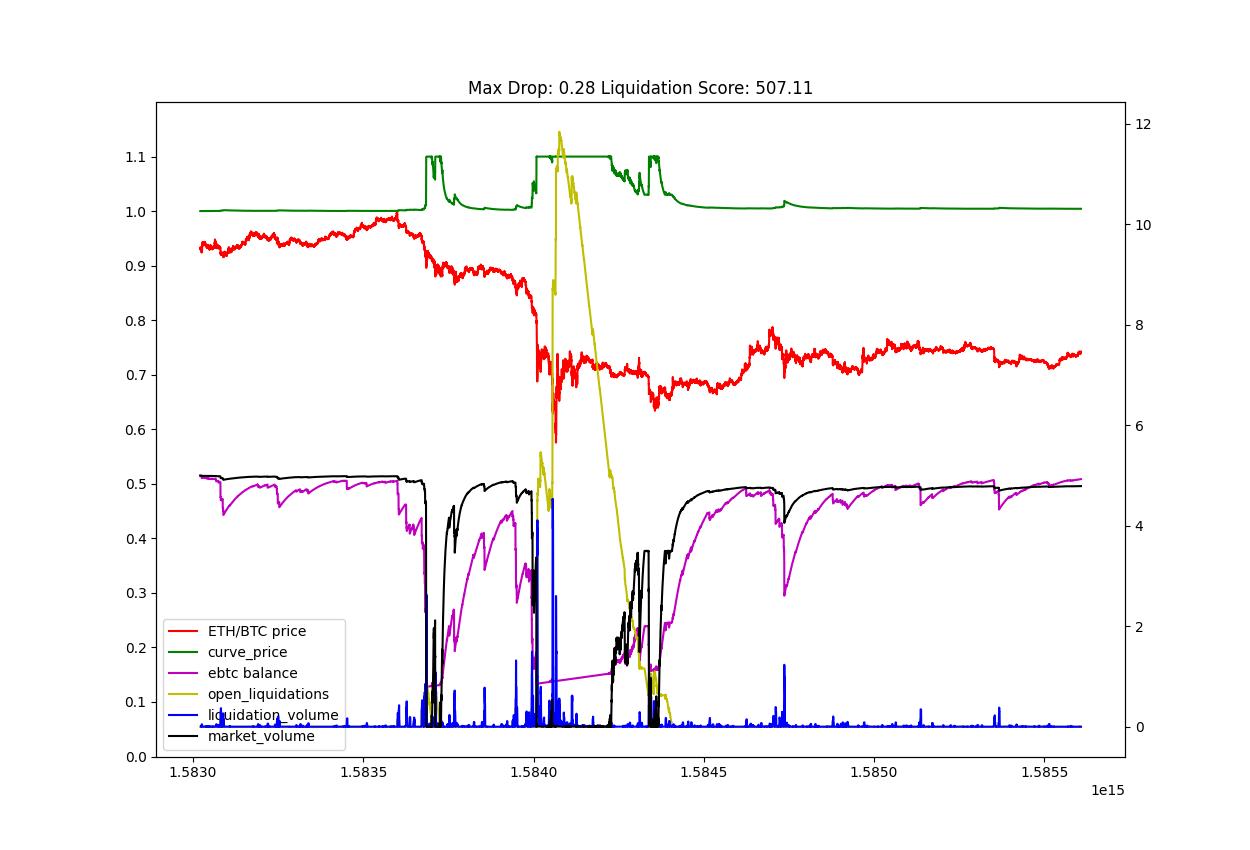 Max Drop: 0.28 Liquidation Score: 507.11
1.1
1.0
0.9
0.8
0.7
0.6
0.5
0.4
0.3
0.2
0.1
0.0
12
10
8
6
4
2
0
ETH/BTC price
curve_price
ebtc balance
open_liquidations
liquidation_volume
market_volume
1.5830 1.5835 1.5840 1.5845 1.5850 1.5855
1e15